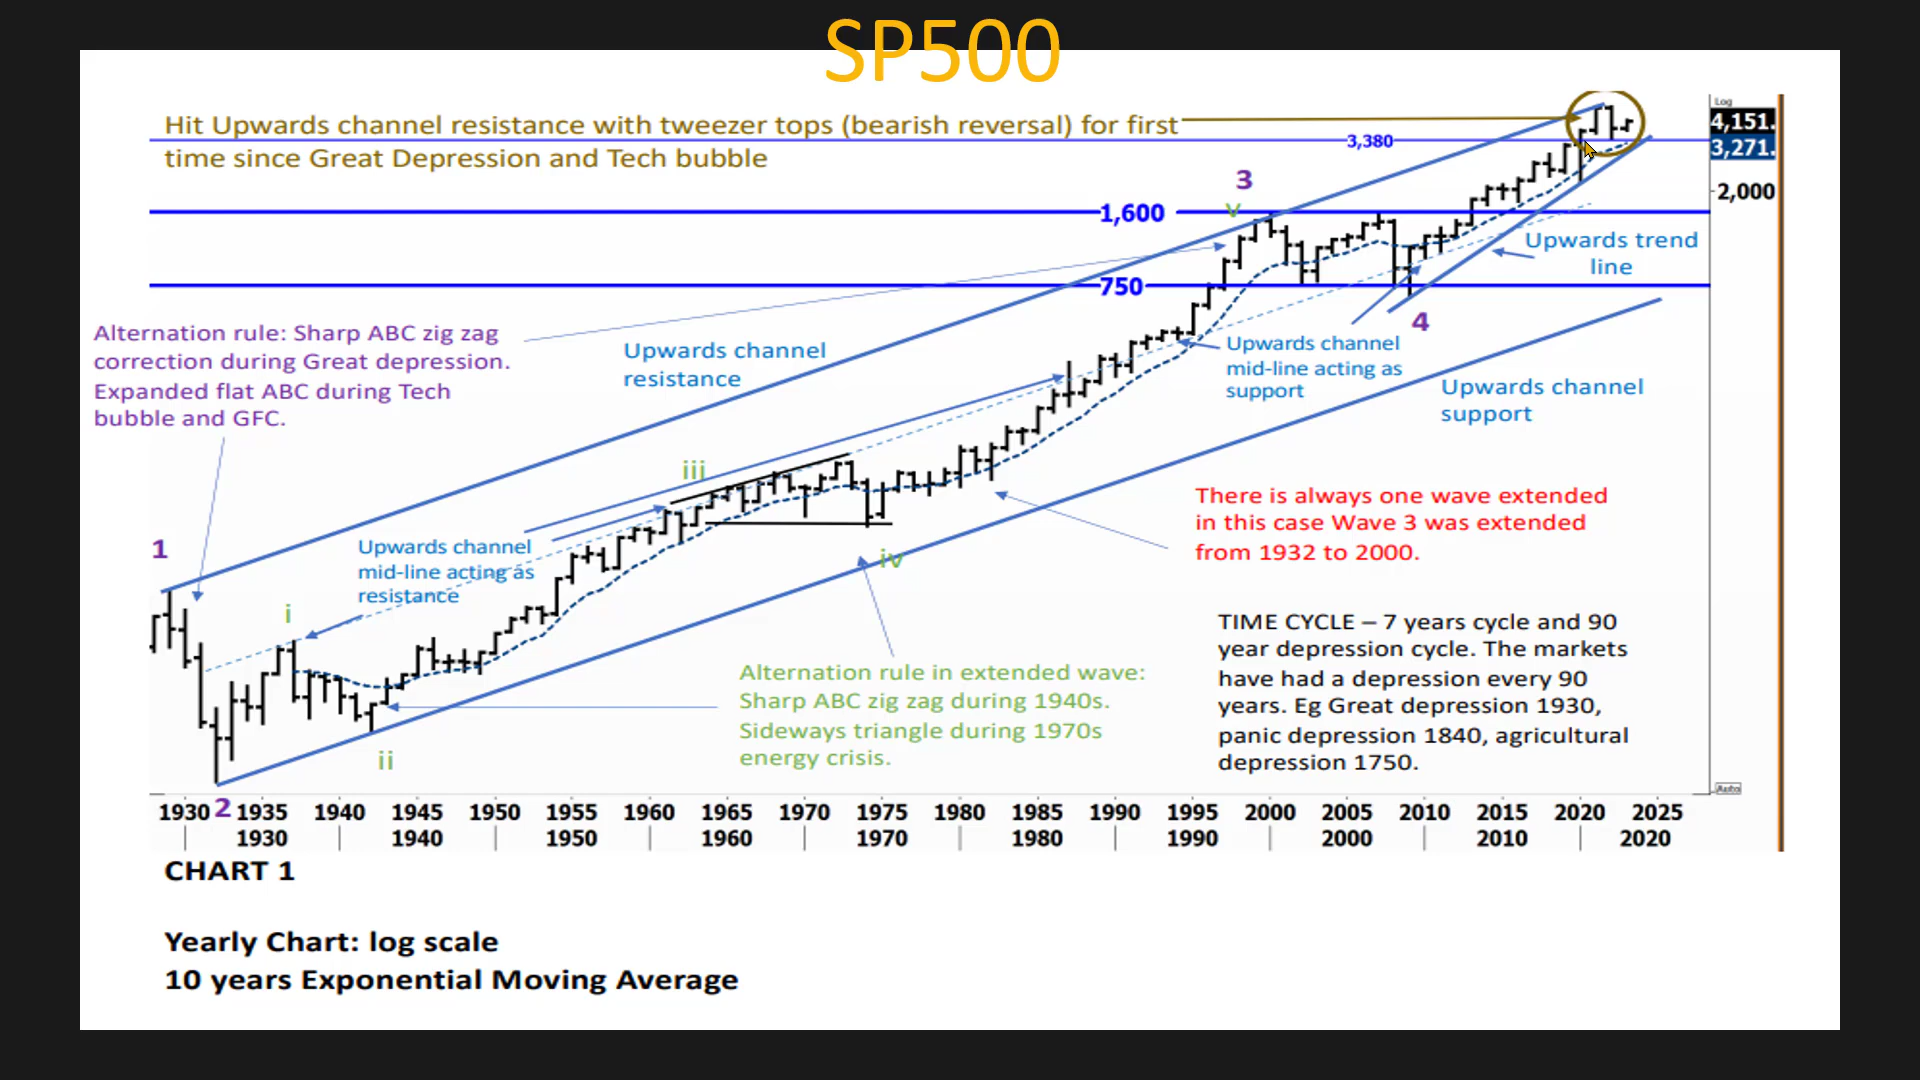 SP500
Hit Upwards channel resistance with tweezer tops (bearish reversal) for first
time since Great Depression and Tech bubble
Log
4,151.
3,271.
3,380
2,000
3
v
1,600
Upwards trend
line
750
4
Alternation rule: Sharp ABC zig zag
correction during Great depression.
Expanded flat ABC during Tech
bubble and GFC.
Upwards channel
resistance
Upwards channel
mid-line acting as
support
Upwards channel
support
iii
There is always one wave extended
in this case Wave 3 was extended
from 1932 to 2000.
1
Upwards channel
mid-line acting as
resistance
iv
i
TIME CYCLE – 7 years cycle and 90
year depression cycle. The markets
have had a depression every 90
years. Eg Great depression 1930,
panic depression 1840, agricultural
depression 1750.
Alternation rule in extended wave:
Sharp ABC zig zag during 1940s.
Sideways triangle during 1970s
energy crisis.
ii
Auto
1930 2 1935 1940 1945 1950 1955 1960 1965 1970 1975 1980 1985 1990 1995 2000 2005 2010 2015 2020 2025
1930 1940 1950 1960 1970 1980 1990 2000 2010 2020
CHART 1
Yearly Chart: log scale
10 years Exponential Moving Average